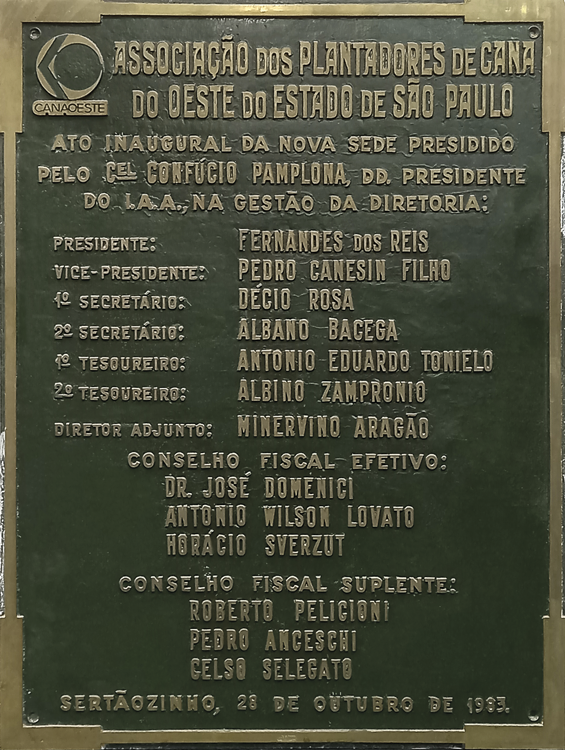 CANAOESTE
ASSOCIAÇÃO DOS PLANTADORES DE CANA
DO OESTE DO ESTADO DE SÃO PAULO
ATO INAUGURAL DA NOVA SEDE PRESIDIDO
PELO CEL CONFÚCIO PAMPLONA, DD. PRESIDENTE
DO I.A.A., NA GESTÃO DA DIRETORIA:
PRESIDENTE: FERNANDES DOS REIS
VICE-PRESIDENTE: PEDRO CANESIN FILHO
1º SECRETÁRIO: DÉCIO ROSA
2º SECRETÁRIO: ALBANO BACEGA
1º TESOUREIRO: ANTONIO EDUARDO TONIELO
2º TESOUREIRO: ALBINO ZAMPRONIO
DIRETOR ADJUNTO: MINERVINO ARAGÃO
CONSELHO FISCAL EFETIVO:
DR. JOSÉ DOMENICI
ANTONIO WILSON LOVATO
HORÁCIO SVERZUT
CONSELHO FISCAL SUPLENTE:
ROBERTO PELICIONI
PEDRO ANCESCHI
CELSO SELEGATO
SERTÃOZINHO, 28 DE OUTUBRO DE 1983.